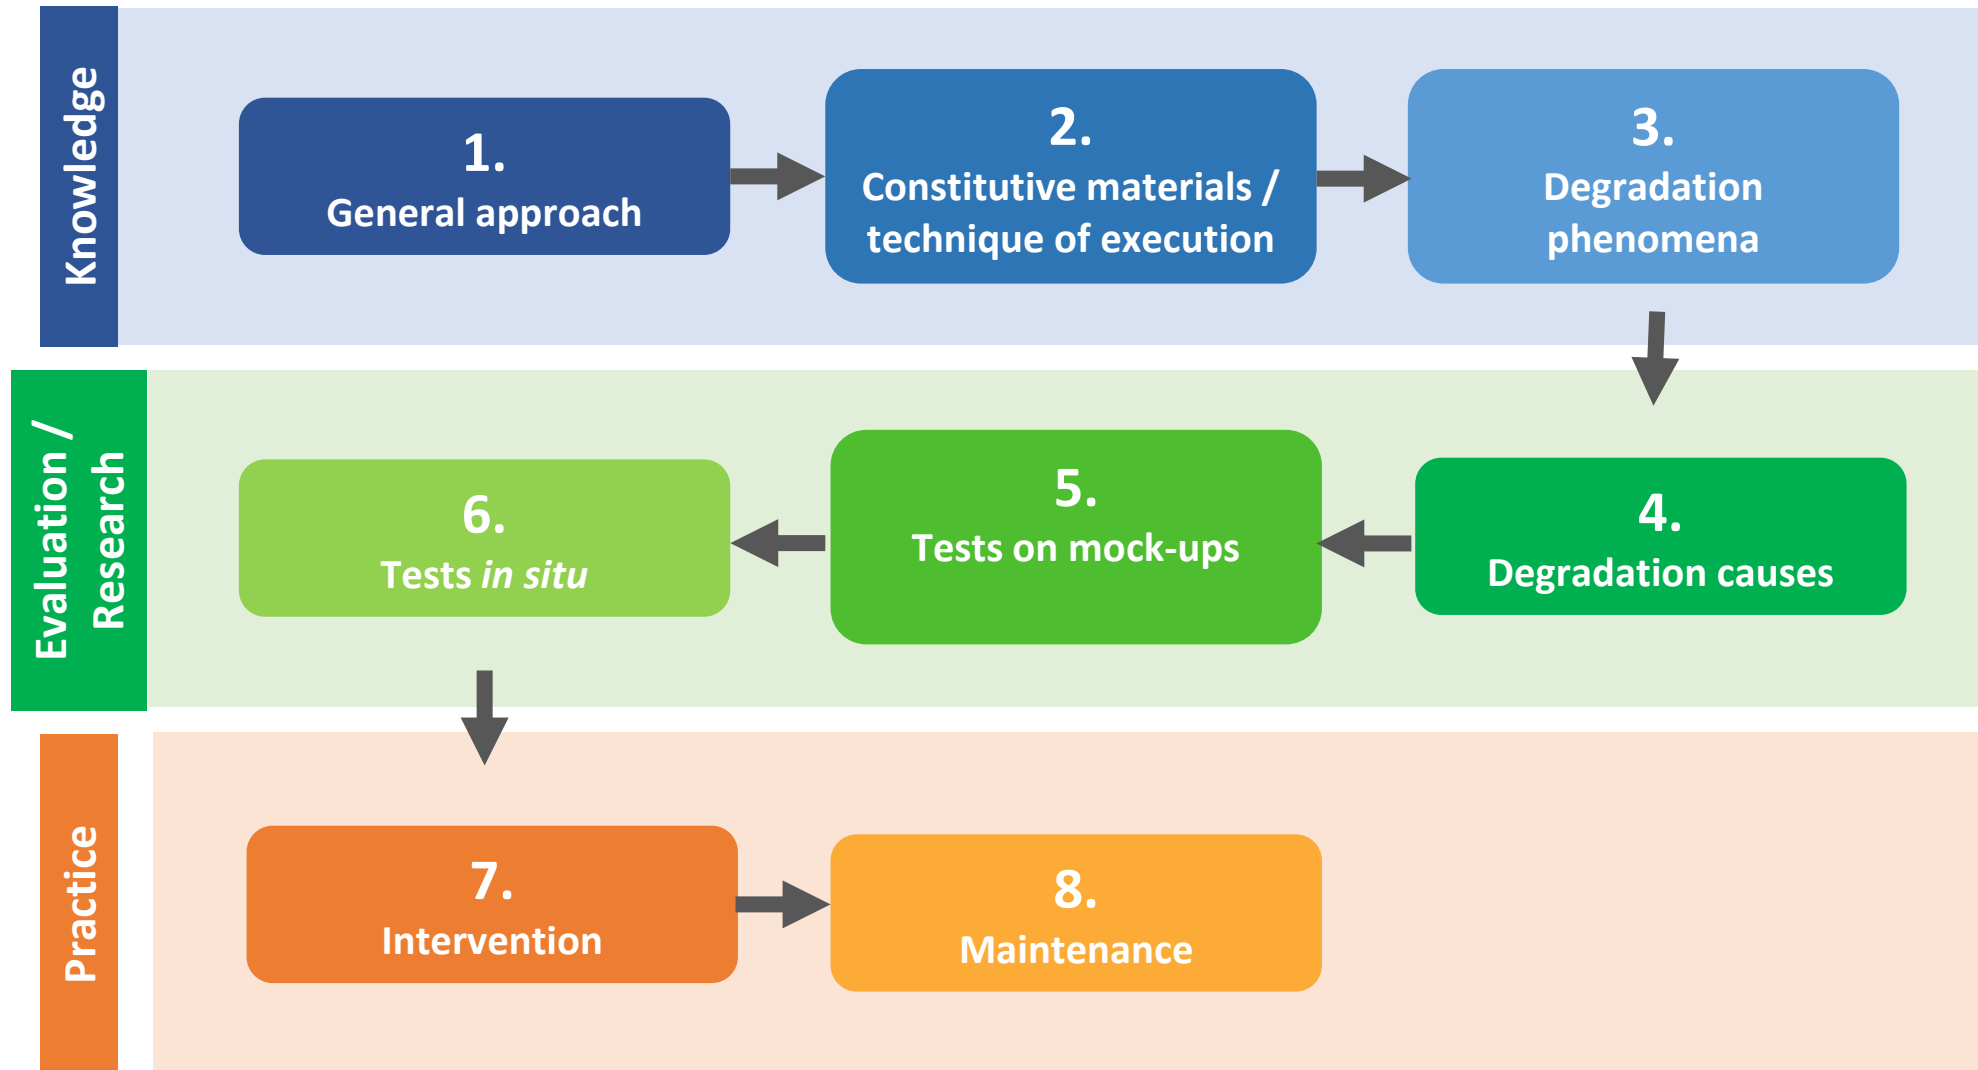 Knowledge
1.
General approach
2.
Constitutive materials /
technique of execution
3.
Degradation
phenomena
Evaluation /
Research
6.
Tests in situ
5.
Tests on mock-ups
4.
Degradation causes
Practice
7.
Intervention
8.
Maintenance